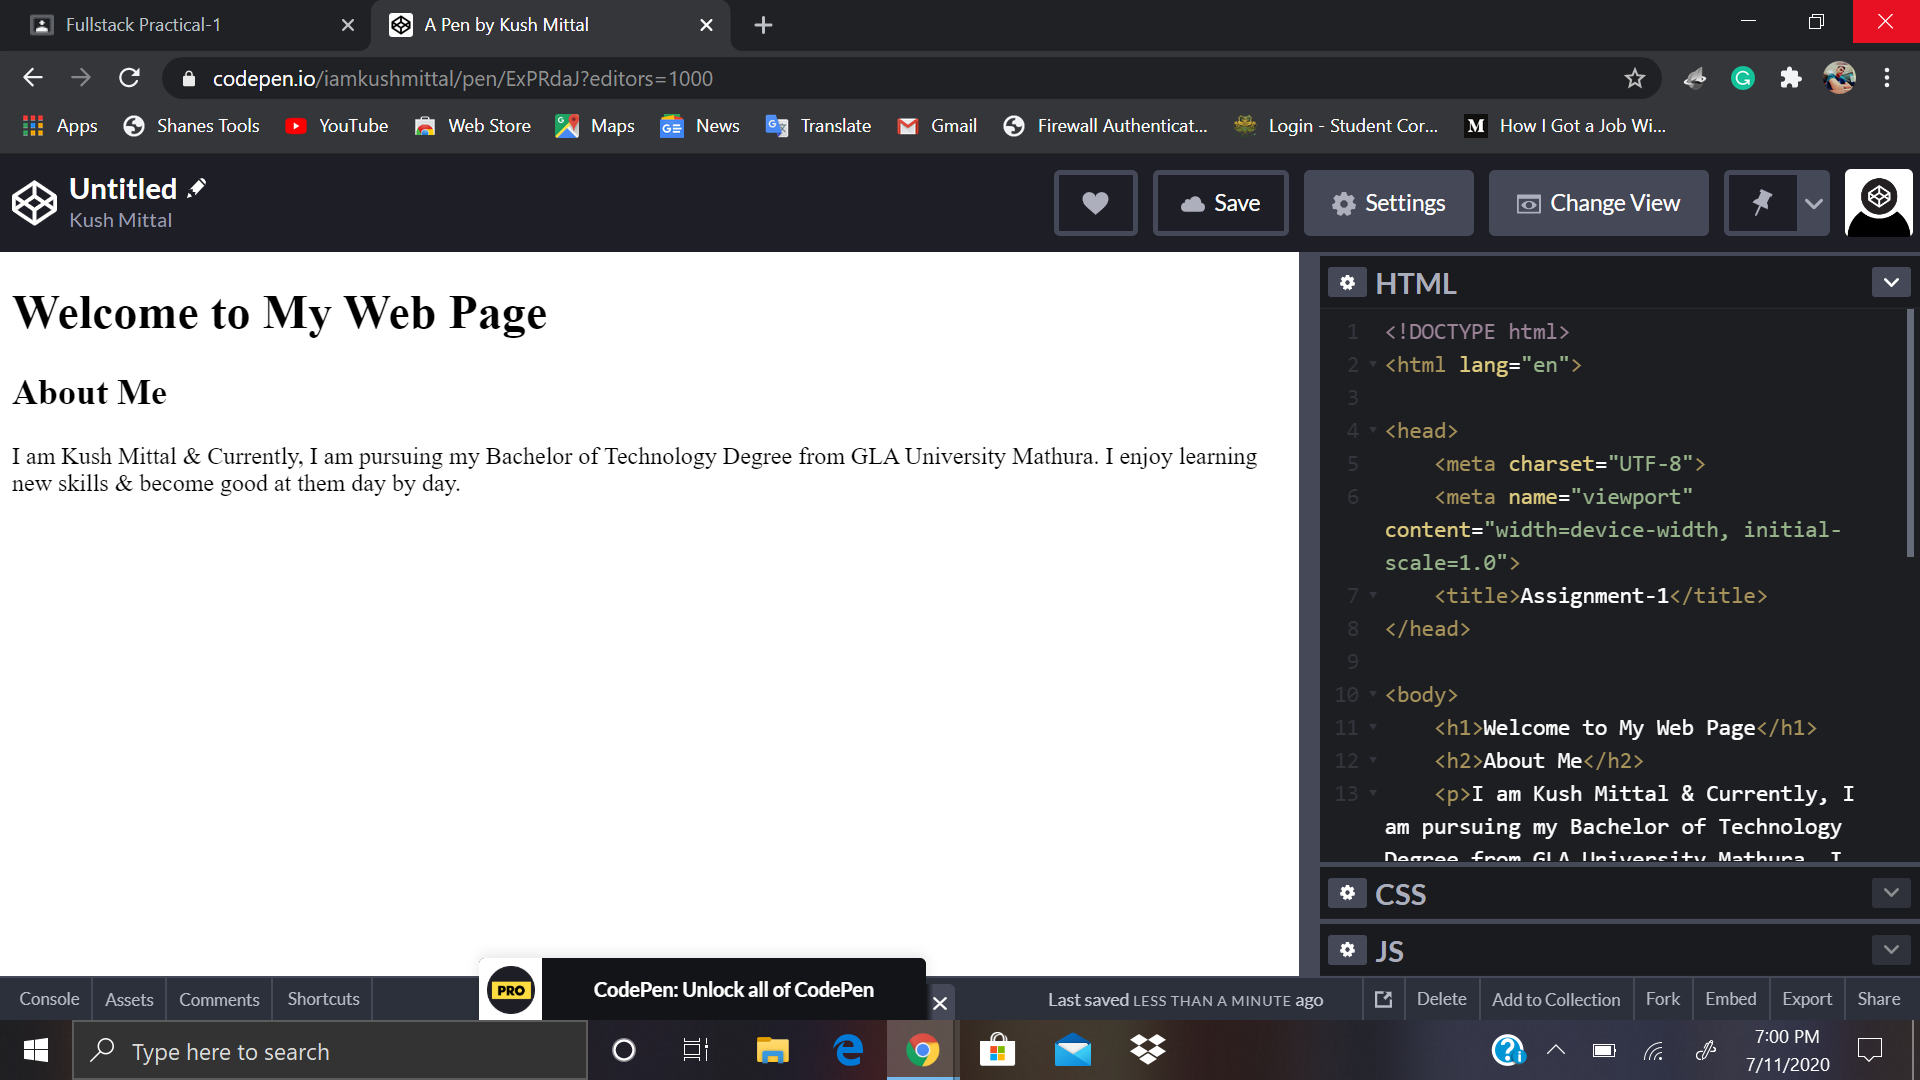 Fullstack Practical-1
A Pen by Kush Mittal
codepen.io/iamkushmittal/pen/ExPRdaJ?editors=1000
Apps
Shanes Tools
YouTube
Web Store
Maps
News
Translate
Gmail
Firewall Authenticat...
Login - Student Cor...
How I Got a Job Wi...
Untitled
Kush Mittal
Save
Settings
Change View
Welcome to My Web Page
About Me
I am Kush Mittal & Currently, I am pursuing my Bachelor of Technology Degree from GLA University Mathura. I enjoy learning
new skills & become good at them day by day.
HTML
1 <!DOCTYPE html>
2 <html lang="en">
3
4 <head>
5 <meta charset="UTF-8">
6 <meta name="viewport"
content="width=device-width, initial-
scale=1.0">
7 <title>Assignment-1</title>
8 </head>
9
10 <body>
11 <h1>Welcome to My Web Page</h1>
12 <h2>About Me</h2>
13 <p>I am Kush Mittal & Currently, I
am pursuing my Bachelor of Technology
Degree from GLA University Mathura. I
CSS
JS
PRO
CodePen: Unlock all of CodePen
Console
Assets
Comments
Shortcuts
Last saved LESS THAN A MINUTE ago
Delete
Add to Collection
Fork
Embed
Export
Share
Type here to search
7:00 PM
7/11/2020